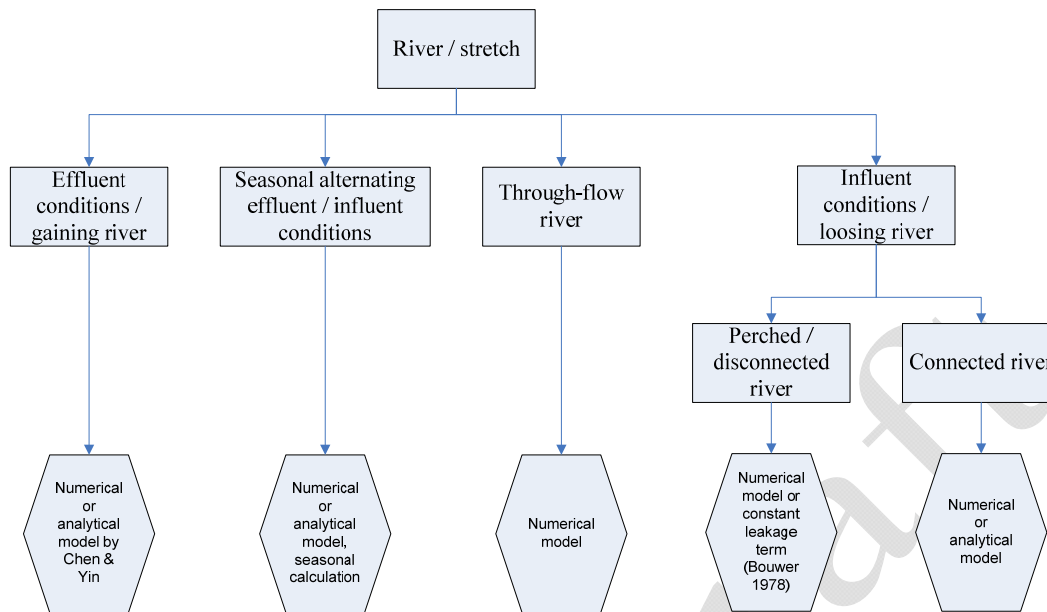 River / stretch
Effluent
conditions /
gaining river
Seasonal alternating
effluent / influent
conditions
Through-flow
river
Influent
conditions /
loosing river
Perched /
disconnected
river
Connected river
Numerical
or
analytical
model by
Chen &
Yin
Numerical
or
analytical
model,
seasonal
calculation
Numerical
model
Numerical
model or
constant
leakage
term
(Bouwer
1978)
Numerical
or
analytical
model